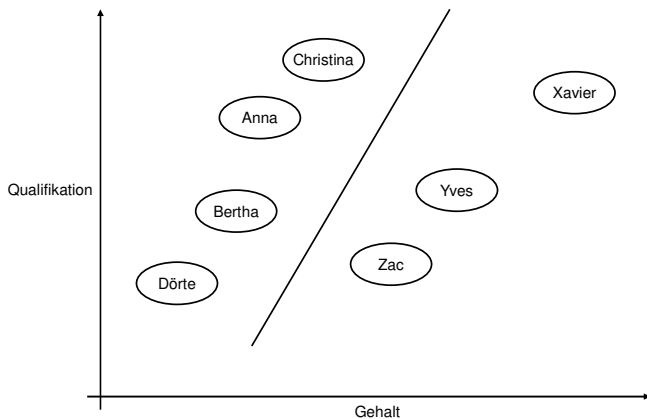 Christina
Xavier
Anna
Qualifikation
Yves
Bertha
Zac
Dörte
Gehalt